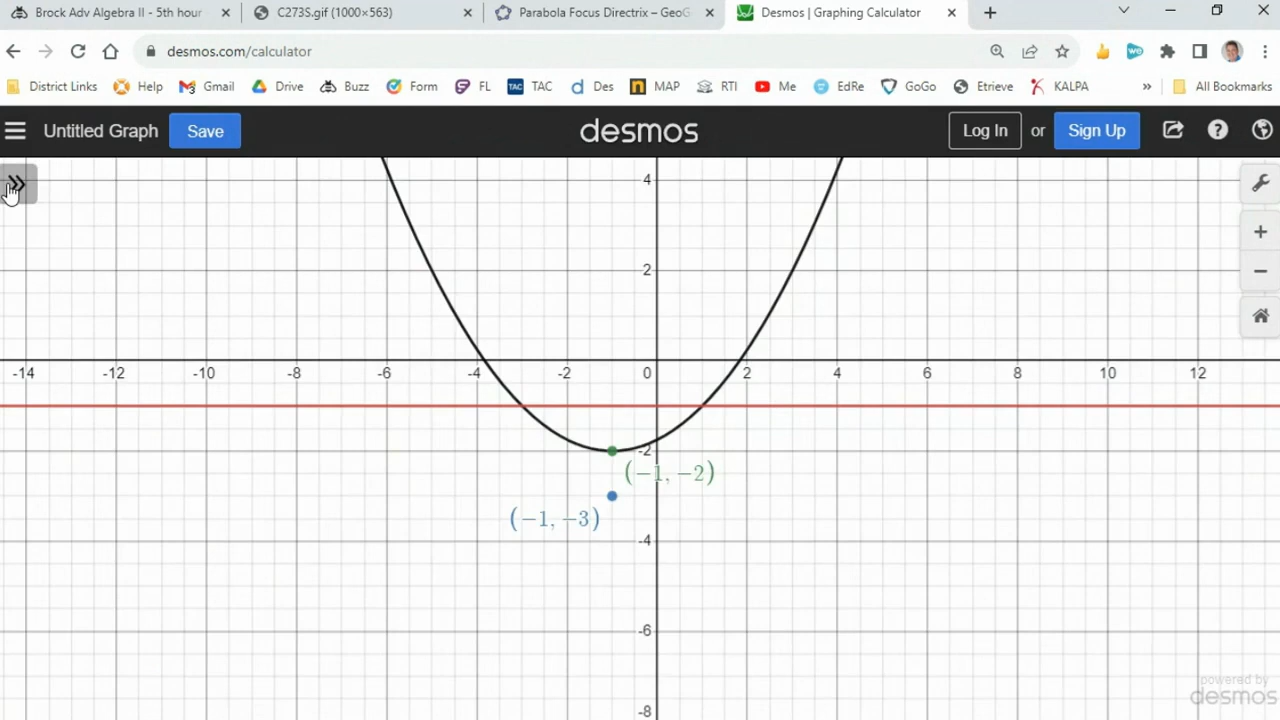 Brock Adv Algebra II - 5th hour
C273S.gif (1000×563)
Parabola Focus Directrix – GeoG
Desmos | Graphing Calculator
desmos.com/calculator
District Links Help Gmail Drive Buzz Form FL TAC TAC Des MAP RTI Me EdRe GoGo Etrieve KALPA » All Bookmarks
Untitled Graph Save desmos Log In or Sign Up
4
2
-14 -12 -10 -8 -6 -4 -2 0 2 4 6 8 10 12
-2
(−1, −2)
(−1, −3)
-4
-6
powered by
desmos
-8